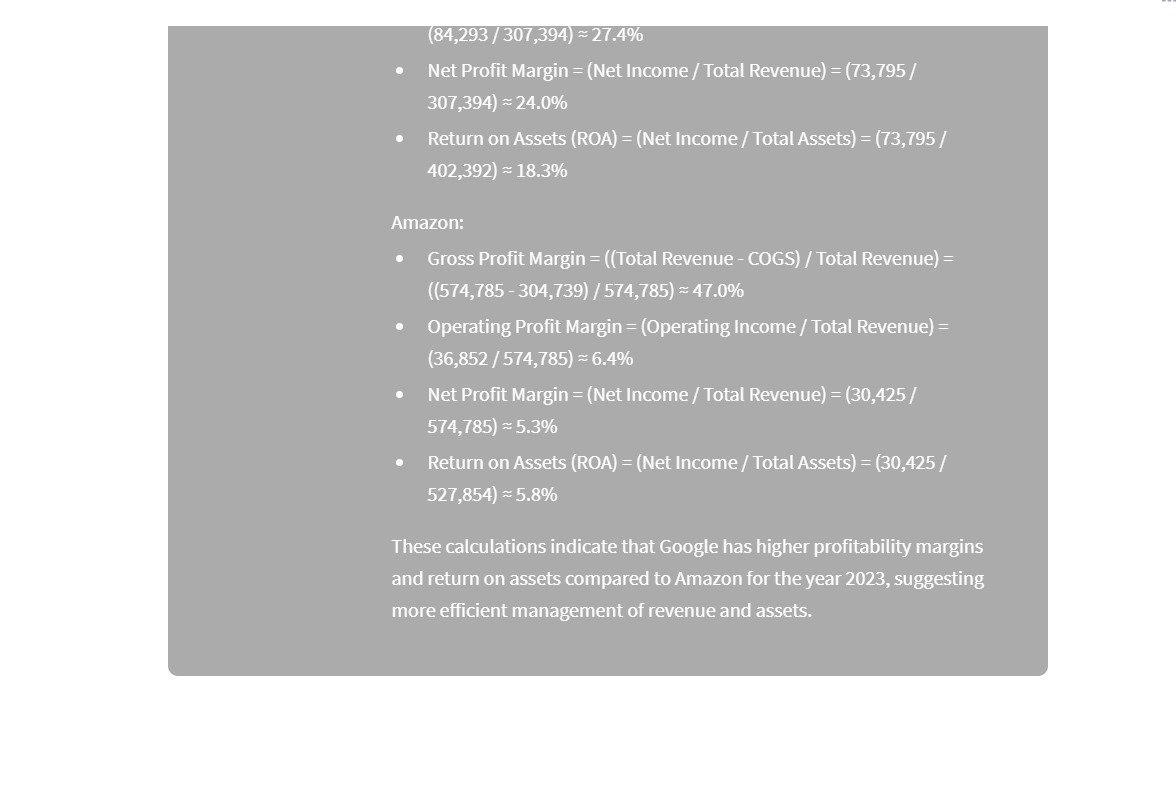 (84,293 / 307,394) ≈ 27.4%
• Net Profit Margin = (Net Income / Total Revenue) = (73,795 /
307,394) ≈ 24.0%
• Return on Assets (ROA) = (Net Income / Total Assets) = (73,795 /
402,392) ≈ 18.3%
Amazon:
• Gross Profit Margin = ((Total Revenue - COGS) / Total Revenue) =
((574,785 - 304,739) / 574,785) ≈ 47.0%
• Operating Profit Margin = (Operating Income / Total Revenue) =
(36,852 / 574,785) ≈ 6.4%
• Net Profit Margin = (Net Income / Total Revenue) = (30,425 /
574,785) ≈ 5.3%
• Return on Assets (ROA) = (Net Income / Total Assets) = (30,425 /
527,854) ≈ 5.8%
These calculations indicate that Google has higher profitability margins
and return on assets compared to Amazon for the year 2023, suggesting
more efficient management of revenue and assets.